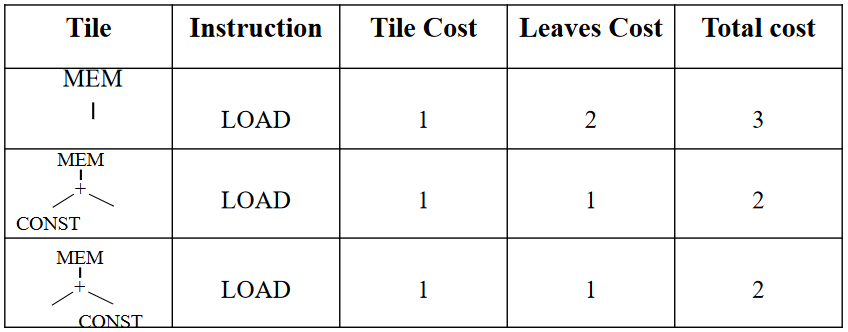 Tile Instruction Tile Cost Leaves Cost Total cost
MEM
LOAD 1 2 3
MEM
+
LOAD 1 1 2
CONST
MEM
+
LOAD 1 1 2
CONST